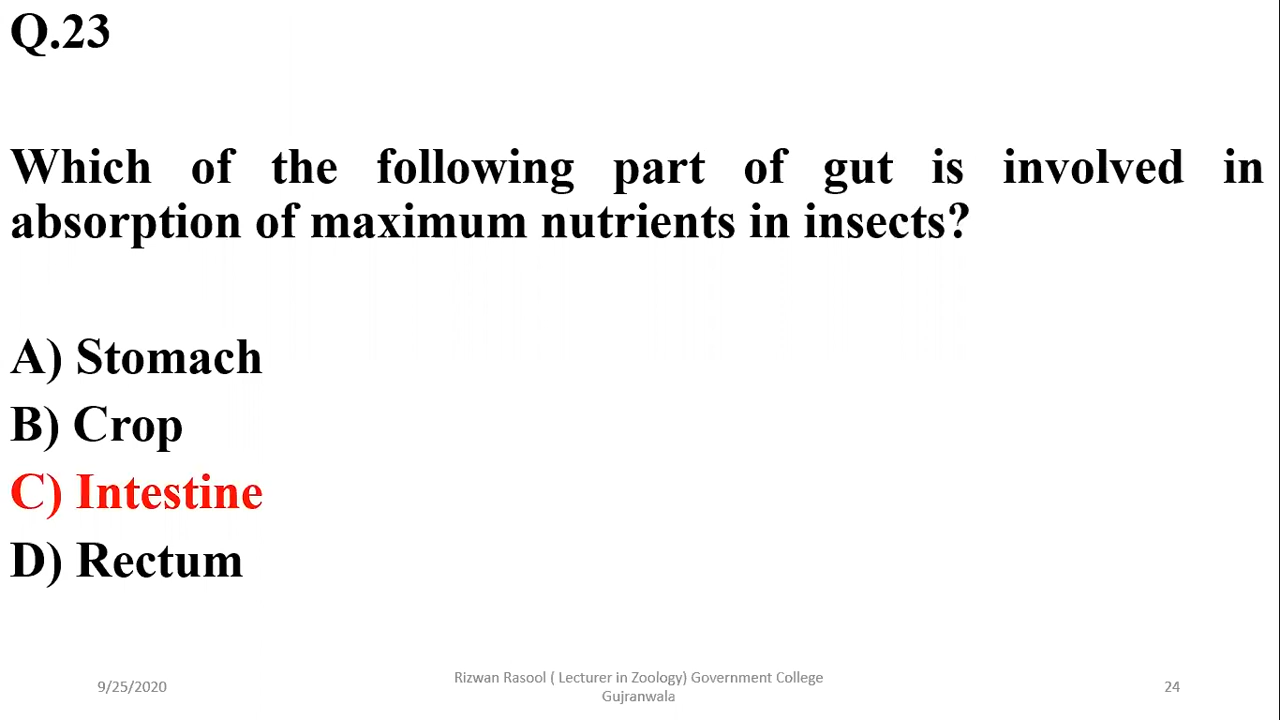 Q.23
Which of the following part of gut is involved in
absorption of maximum nutrients in insects?
A) Stomach
B) Crop
C) Intestine
D) Rectum
9/25/2020
Rizwan Rasool ( Lecturer in Zoology) Government College
Gujranwala
24